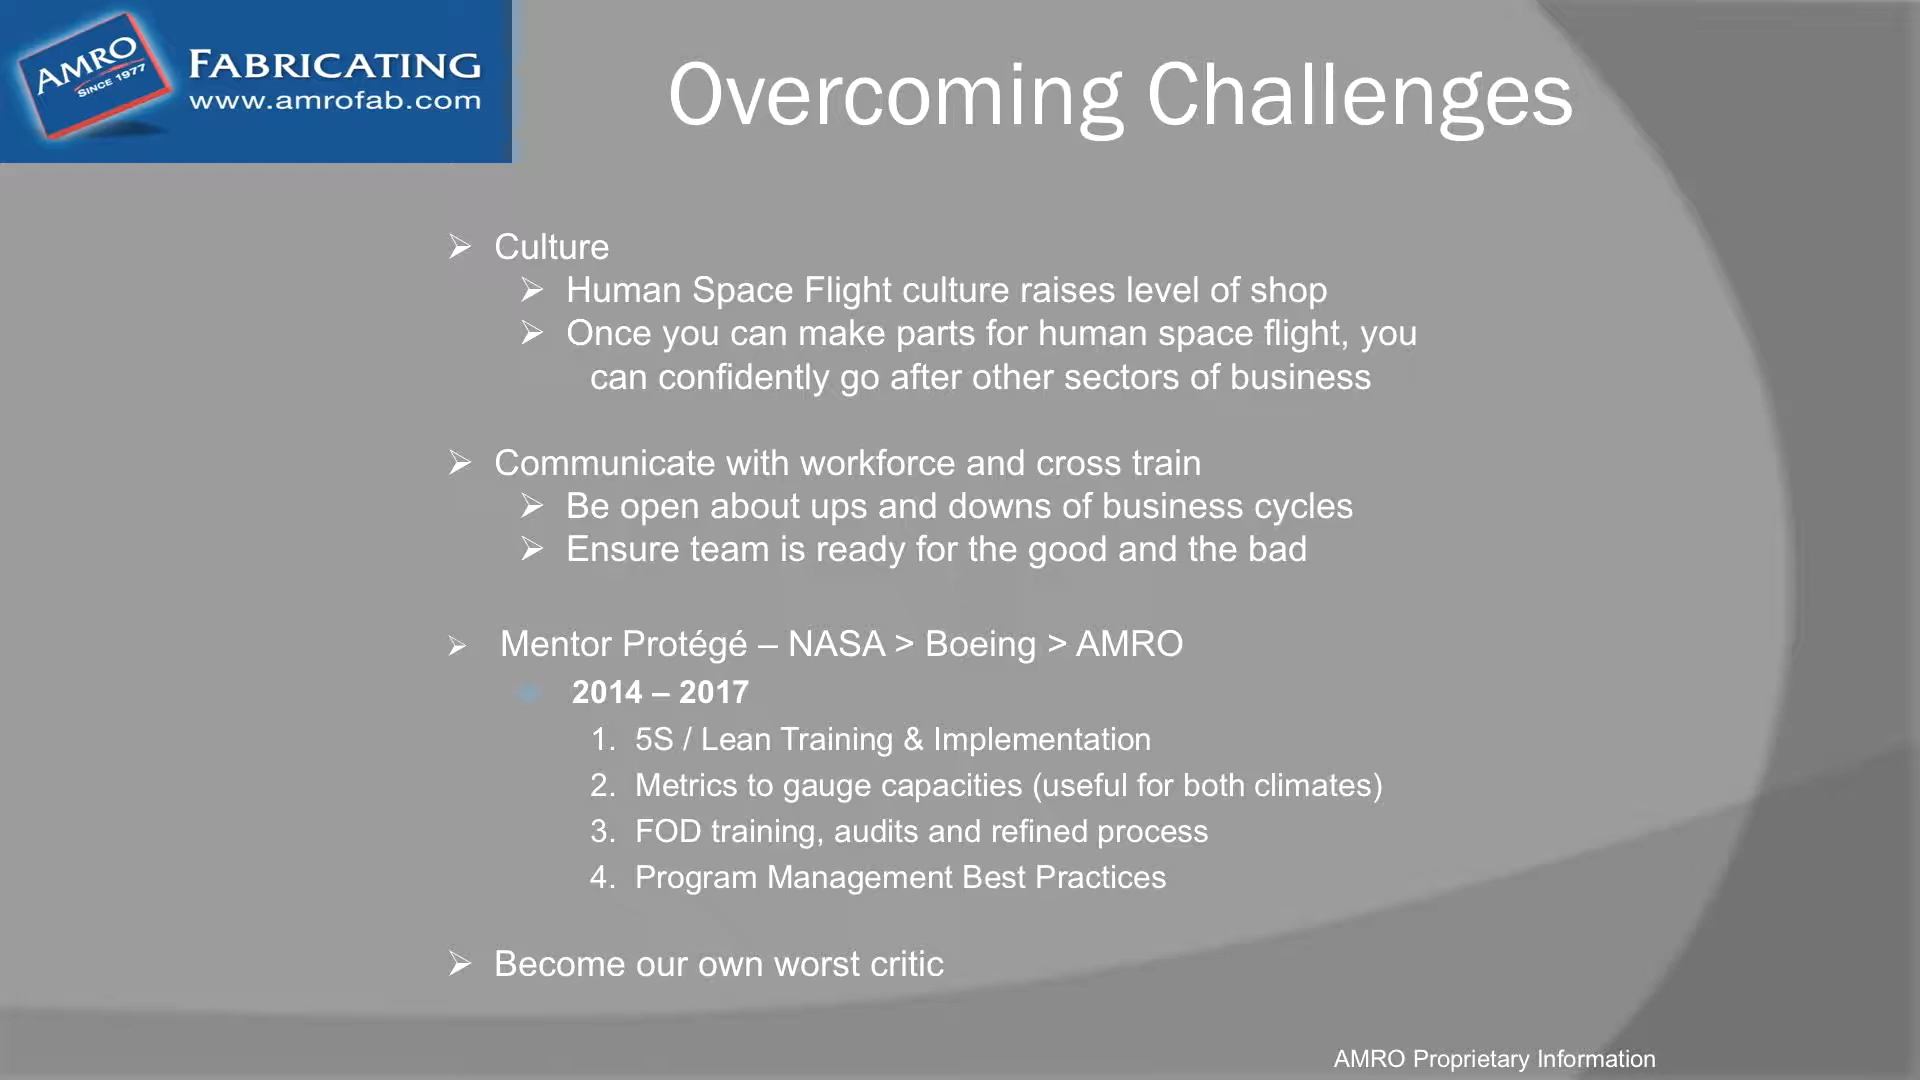 AMRO
SINCE 1977
FABRICATING
www.amrofab.com
Overcoming Challenges
Culture
Human Space Flight culture raises level of shop
Once you can make parts for human space flight, you
can confidently go after other sectors of business
Communicate with workforce and cross train
Be open about ups and downs of business cycles
Ensure team is ready for the good and the bad
Mentor Protégé – NASA > Boeing > AMRO
2014 – 2017
1. 5S / Lean Training & Implementation
2. Metrics to gauge capacities (useful for both climates)
3. FOD training, audits and refined process
4. Program Management Best Practices
Become our own worst critic
AMRO Proprietary Information